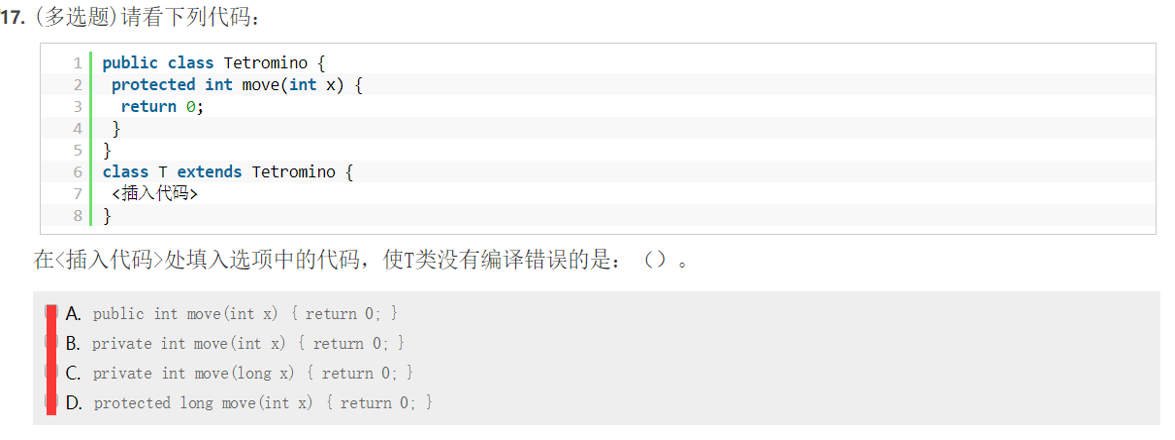 17. (多选题)请看下列代码：
1 public class Tetromino {
2 protected int move(int x) {
3 return 0;
4 }
5 }
6 class T extends Tetromino {
7 <插入代码>
8 }
在<插入代码>处填入选项中的代码，使T类没有编译错误的是：（）。
A. public int move(int x) { return 0; }
B. private int move(int x) { return 0; }
C. private int move(long x) { return 0; }
D. protected long move(int x) { return 0; }